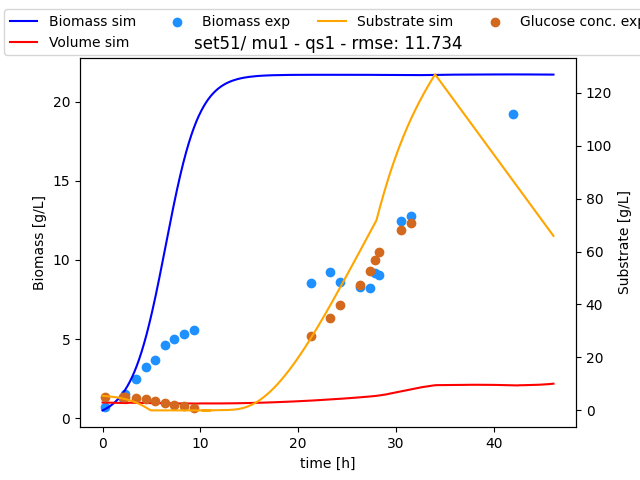 Biomass sim Biomass exp Substrate sim Glucose conc. exp
Volume sim
set51/ mu1 - qs1 - rmse: 11.734
Biomass [g/L]
20
15
10
5
0
Substrate [g/L]
120
100
80
60
40
20
0
0 10 20 30 40
time [h]